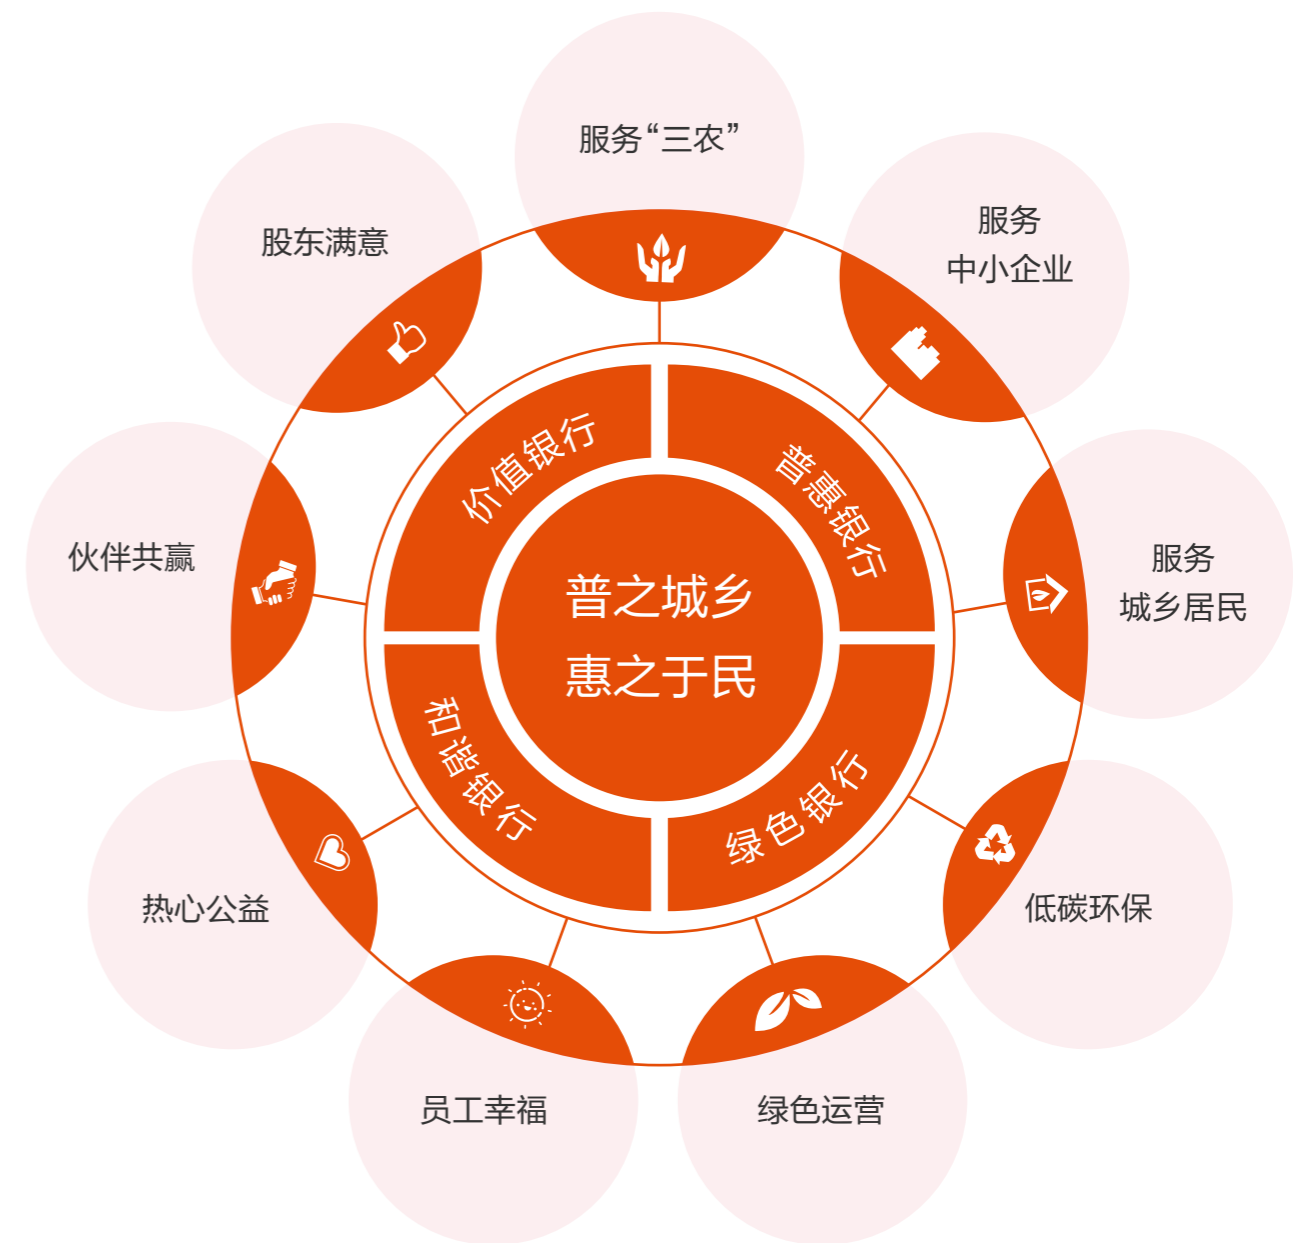 服务“三农”
服务
中小企业
服务
城乡居民
低碳环保
绿色运营
员工幸福
热心公益
伙伴共赢
股东满意
价值银行
普惠银行
绿色银行
和谐银行
普之城乡
惠之于民